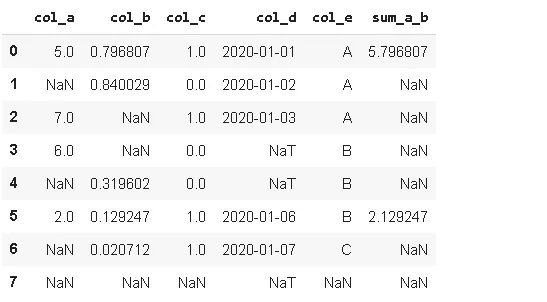 col_a col_b col_c col_d col_e sum_a_b
0 5.0 0.796807 1.0 2020-01-01 A 5.796807
1 NaN 0.840029 0.0 2020-01-02 A NaN
2 7.0 NaN 1.0 2020-01-03 A NaN
3 6.0 NaN 0.0 NaT B NaN
4 NaN 0.319602 0.0 NaT B NaN
5 2.0 0.129247 1.0 2020-01-06 B 2.129247
6 NaN 0.020712 1.0 2020-01-07 C NaN
7 NaN NaN NaN NaT NaN NaN